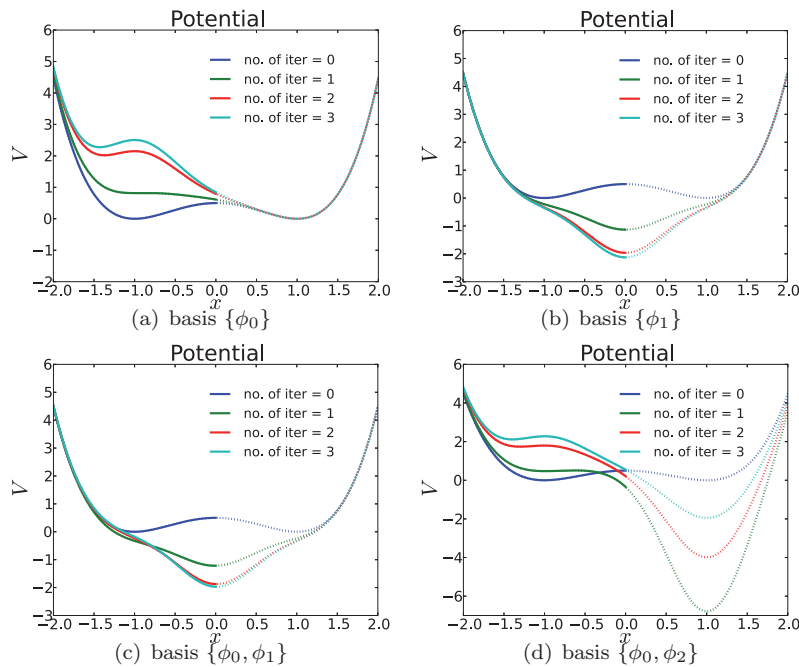 Potential
6
5
4
3
2
1
0
−1
−2
V
no. of iter = 0
no. of iter = 1
no. of iter = 2
no. of iter = 3
−2.0 −1.5 −1.0 −0.5 0.0 0.5 1.0 1.5 2.0
x
(a) basis {ϕ0}
Potential
6
5
4
3
2
1
0
−1
−2
−3
V
no. of iter = 0
no. of iter = 1
no. of iter = 2
no. of iter = 3
−2.0 −1.5 −1.0 −0.5 0.0 0.5 1.0 1.5 2.0
x
(b) basis {ϕ1}
Potential
6
5
4
3
2
1
0
−1
−2
−3
V
no. of iter = 0
no. of iter = 1
no. of iter = 2
no. of iter = 3
−2.0 −1.5 −1.0 −0.5 0.0 0.5 1.0 1.5 2.0
x
(c) basis {ϕ0, ϕ1}
Potential
6
4
2
0
−2
−4
−6
V
no. of iter = 0
no. of iter = 1
no. of iter = 2
no. of iter = 3
−2.0 −1.5 −1.0 −0.5 0.0 0.5 1.0 1.5 2.0
x
(d) basis {ϕ0, ϕ2}